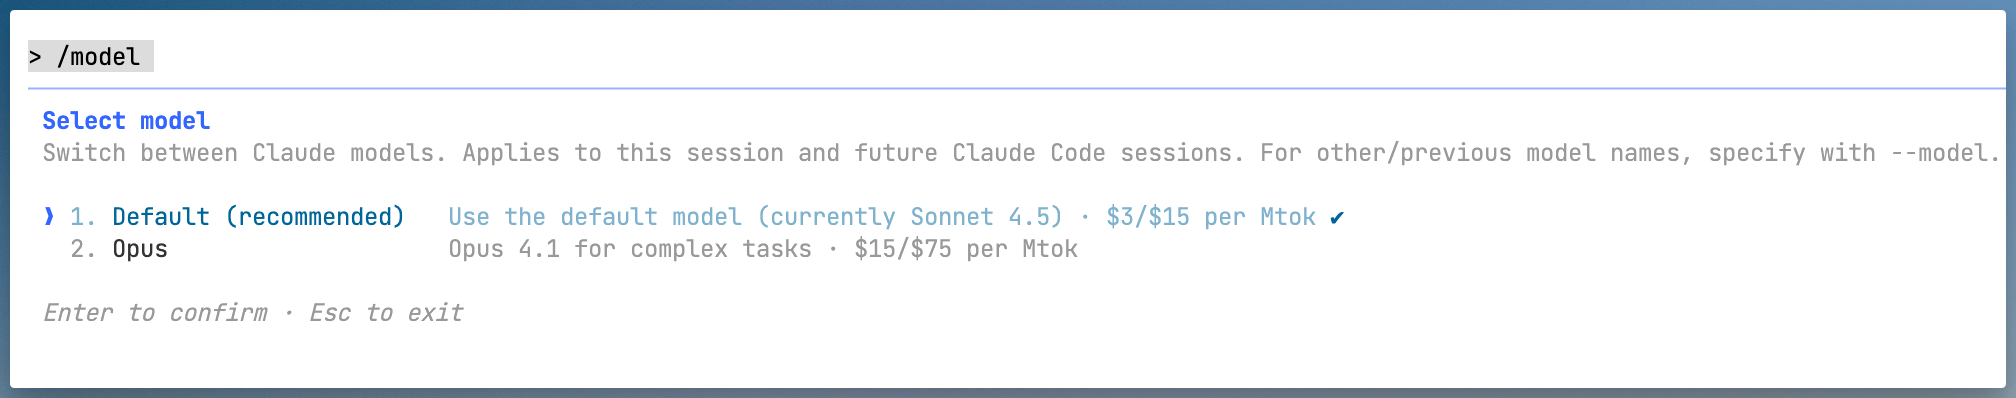 > /model
Select model
Switch between Claude models. Applies to this session and future Claude Code sessions. For other/previous model names, specify with --model.
❯ 1. Default (recommended)   Use the default model (currently Sonnet 4.5) · $3/$15 per Mtok ✔
2. Opus   Opus 4.1 for complex tasks · $15/$75 per Mtok
Enter to confirm · Esc to exit